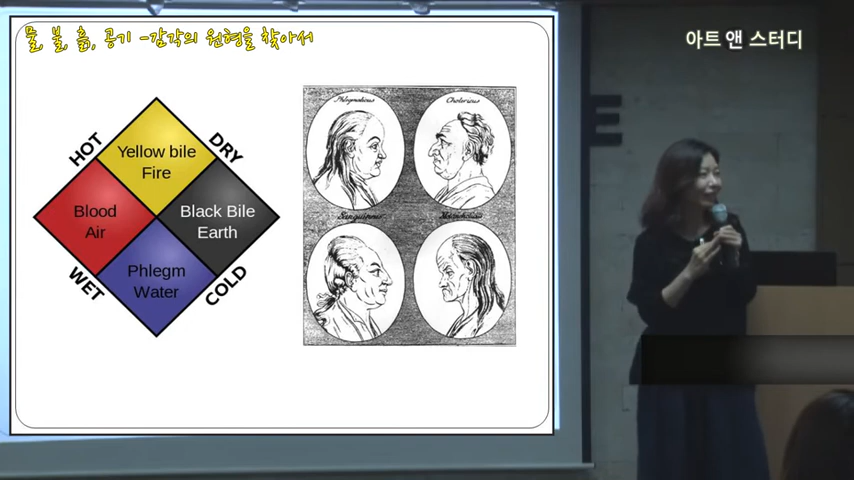 물, 불, 흙, 공기 -감각의 원형을 찾아서
아트 앤 스터디
HOT
DRY
Yellow bile
Fire
Blood
Air
Black Bile
Earth
Phlegm
Water
WET
COLD
Phlegmaticus
Cholericus
Sanguineus
Melancholicus
E